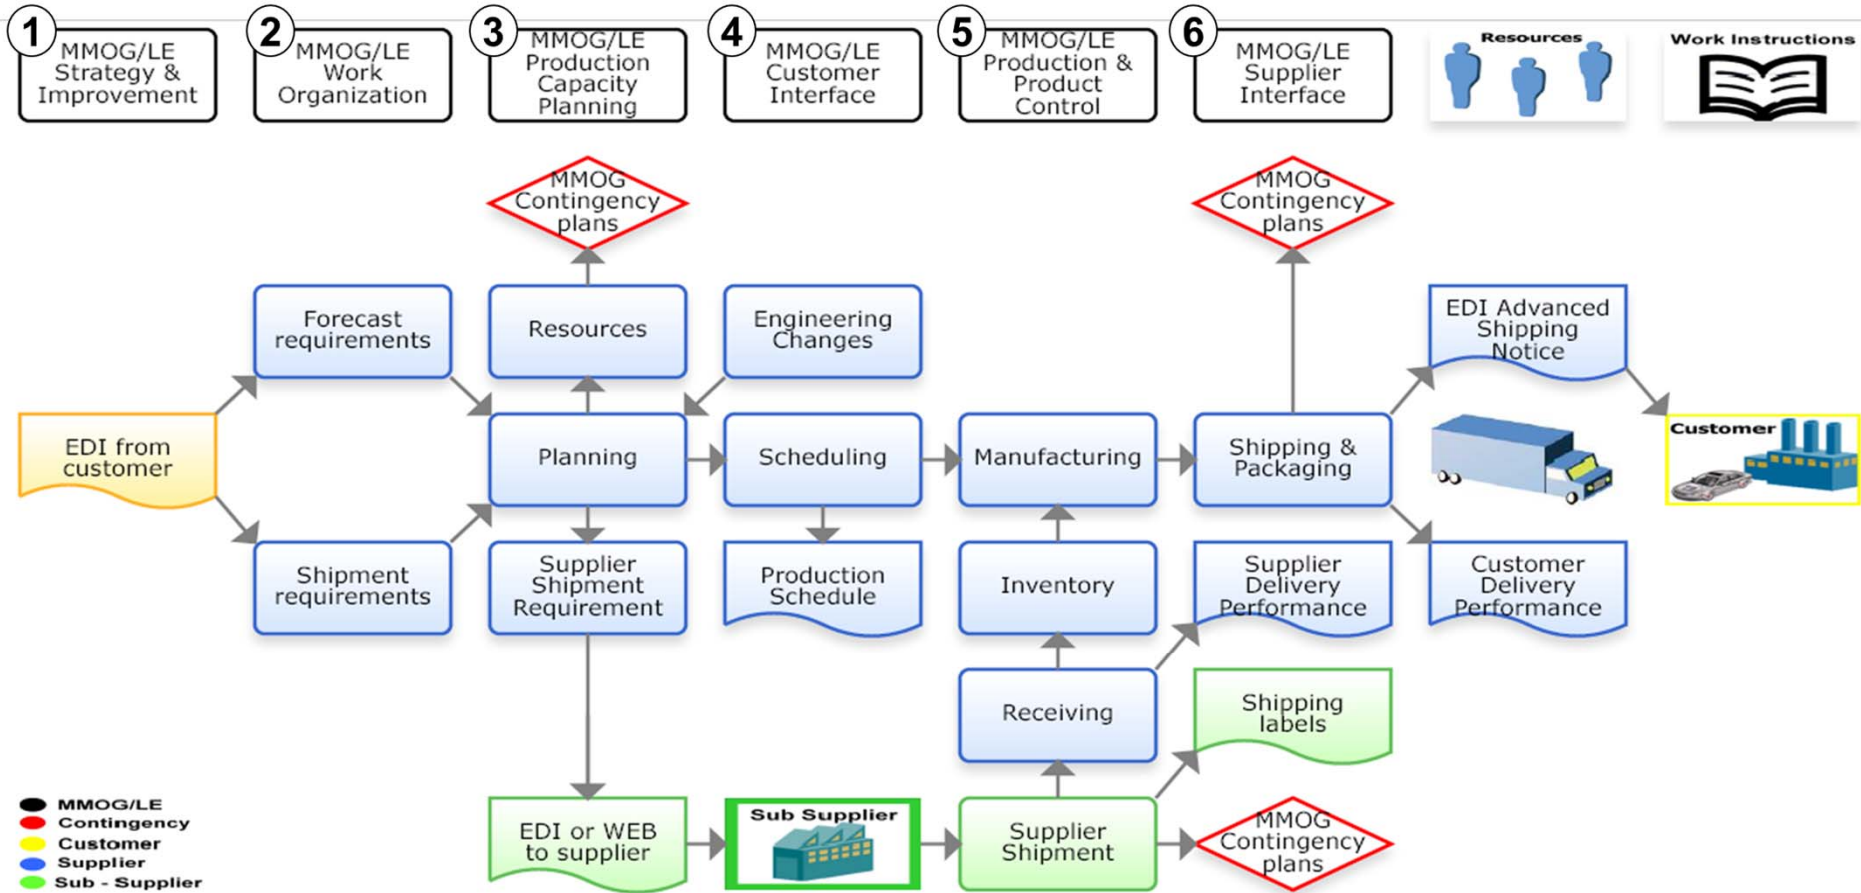 1
MMOG/LE
Strategy &
Improvement
2
MMOG/LE
Work
Organization
3
MMOG/LE
Production
Capacity
Planning
4
MMOG/LE
Customer
Interface
5
MMOG/LE
Production &
Product
Control
6
MMOG/LE
Supplier
Interface
Resources
Work Instructions
MMOG
Contingency
plans
MMOG
Contingency
plans
Forecast
requirements
Resources
Engineering
Changes
EDI Advanced
Shipping
Notice
EDI from
customer
Planning
Scheduling
Manufacturing
Shipping &
Packaging
Customer
Shipment
requirements
Supplier
Shipment
Requirement
Production
Schedule
Inventory
Supplier
Delivery
Performance
Customer
Delivery
Performance
Receiving
Shipping
labels
EDI or WEB
to supplier
Sub Supplier
Supplier
Shipment
MMOG
Contingency
plans
MMOG/LE
Contingency
Customer
Supplier
Sub - Supplier